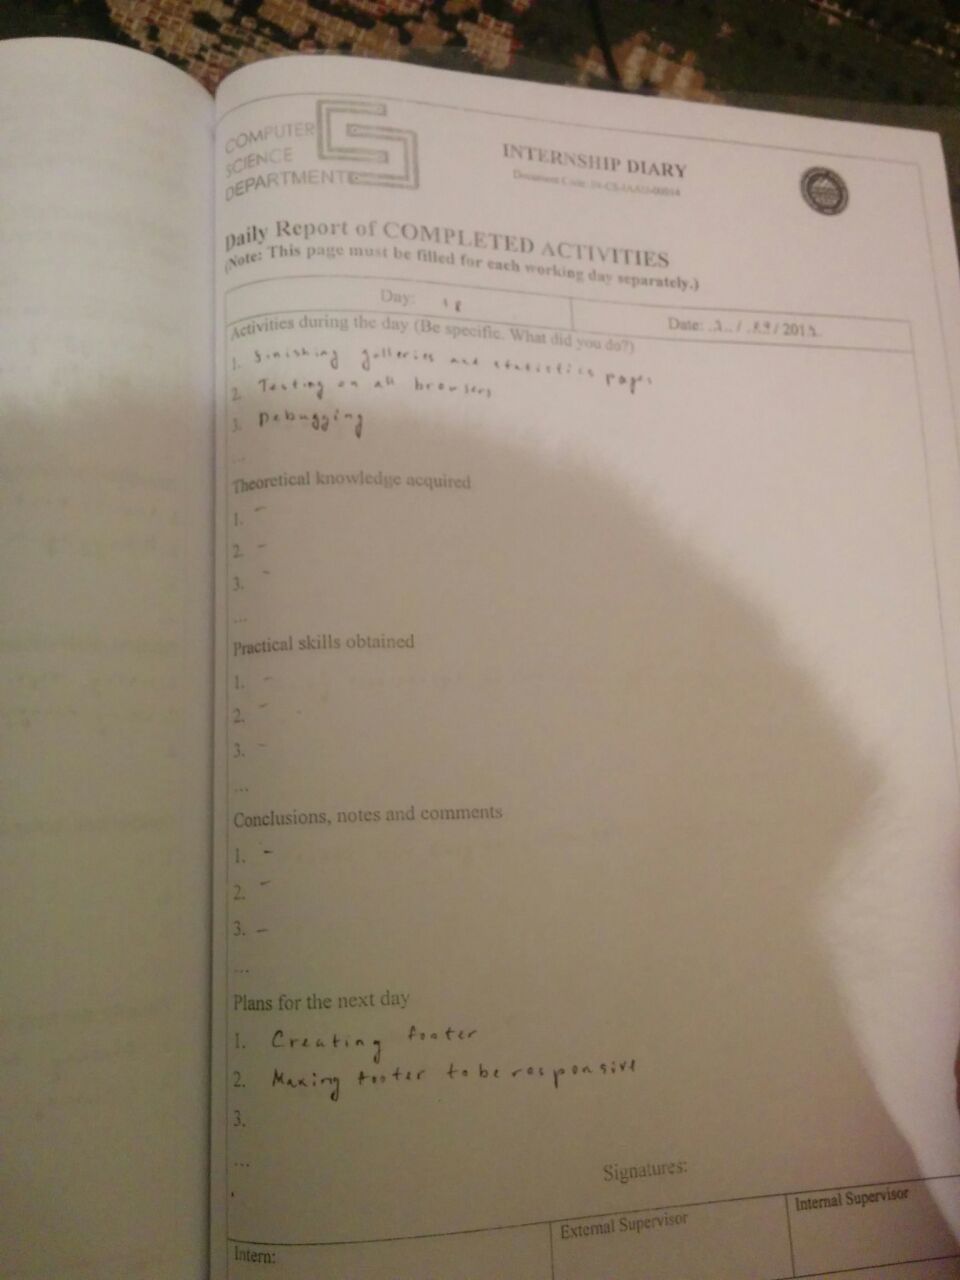 COMPUTER
SCIENCE
DEPARTMENT
INTERNSHIP DIARY
Document Code:
Daily Report of COMPLETED ACTIVITIES
(Note: This page must be filled for each working day separately.)
Day: 18
Date:
Activities during the day (Be specific. What did you do?)
1. Finishing galleries and statistics pages
2. Testing on all browsers
3. Debugging
...
Theoretical knowledge acquired
1. -
2. -
3. -
...
Practical skills obtained
1. -
2. -
3. -
...
Conclusions, notes and comments
1. -
2. -
3. -
...
Plans for the next day
1. Creating footer
2. Making footer to be responsive
3.
...
Signatures:
Intern:
External Supervisor
Internal Supervisor